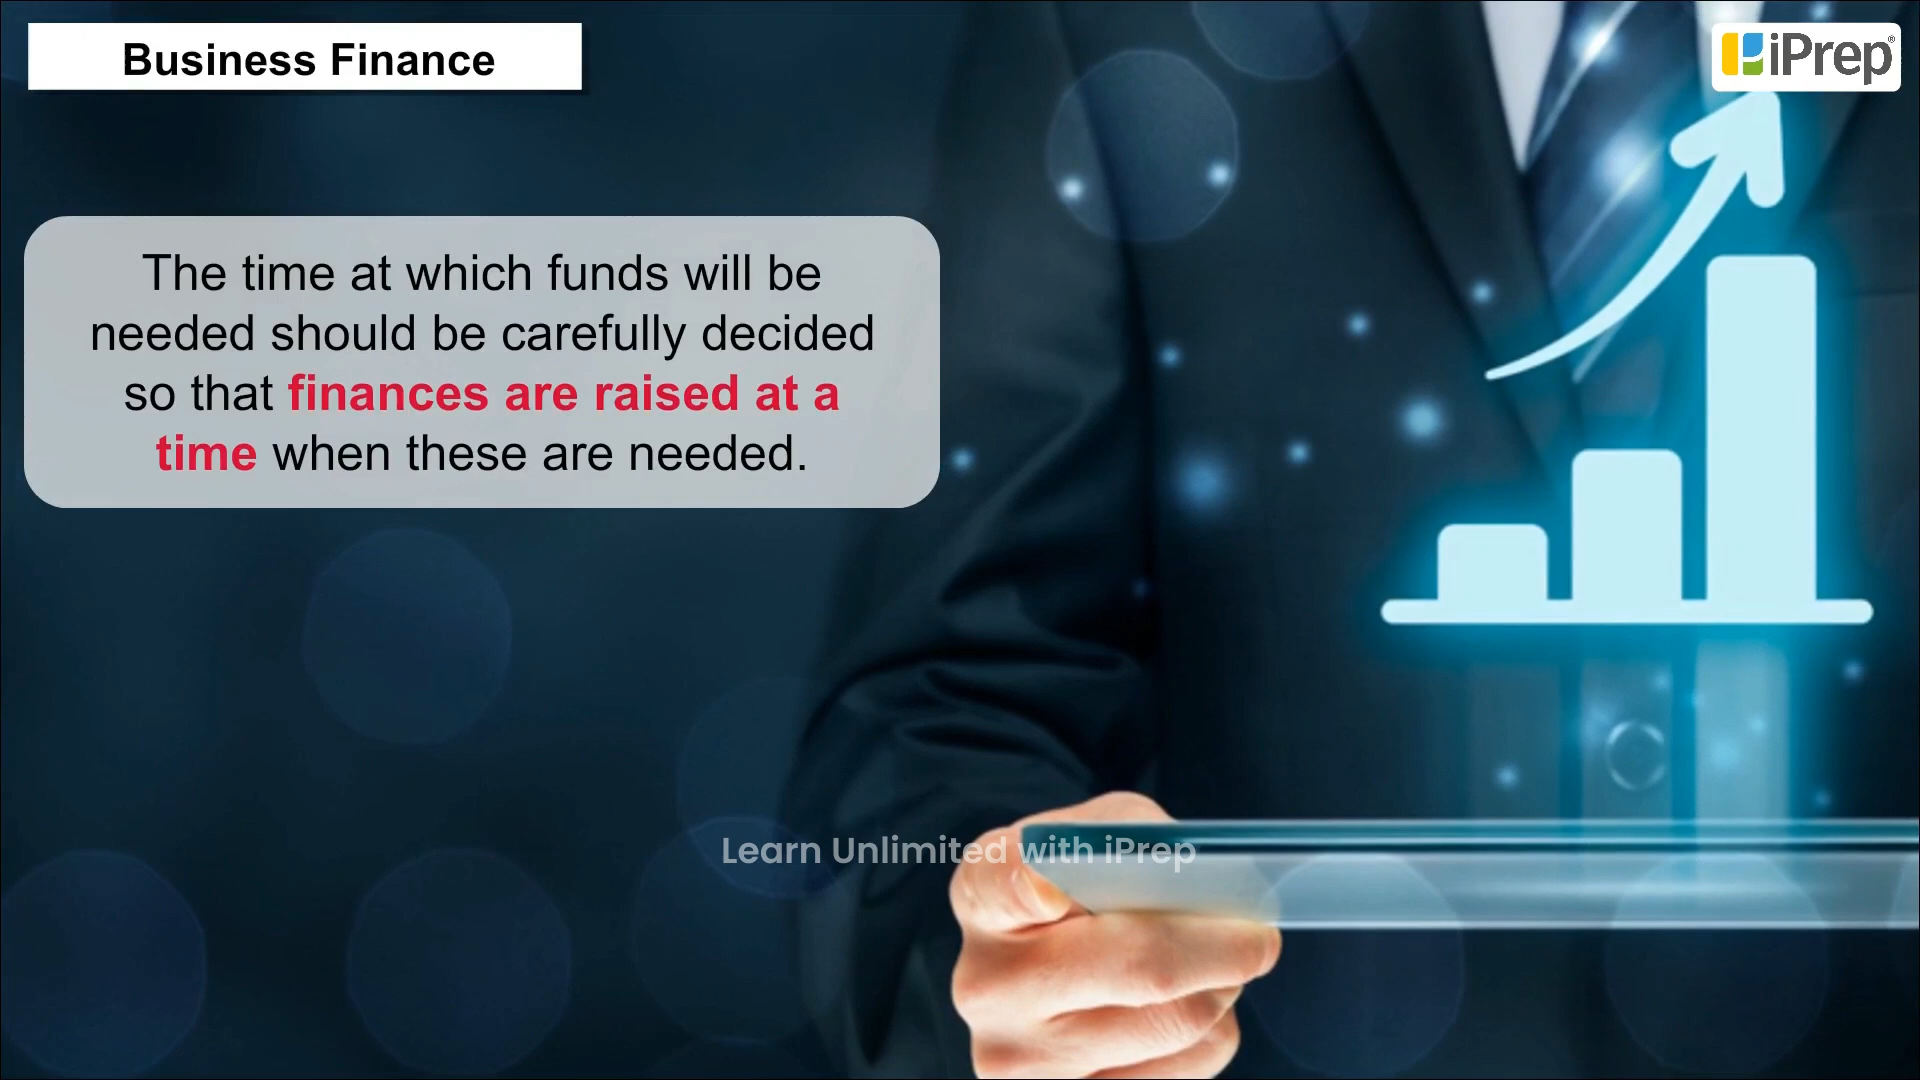 Business Finance
iPrep®
The time at which funds will be
needed should be carefully decided
so that finances are raised at a
time when these are needed.
Learn Unlimited with iPrep